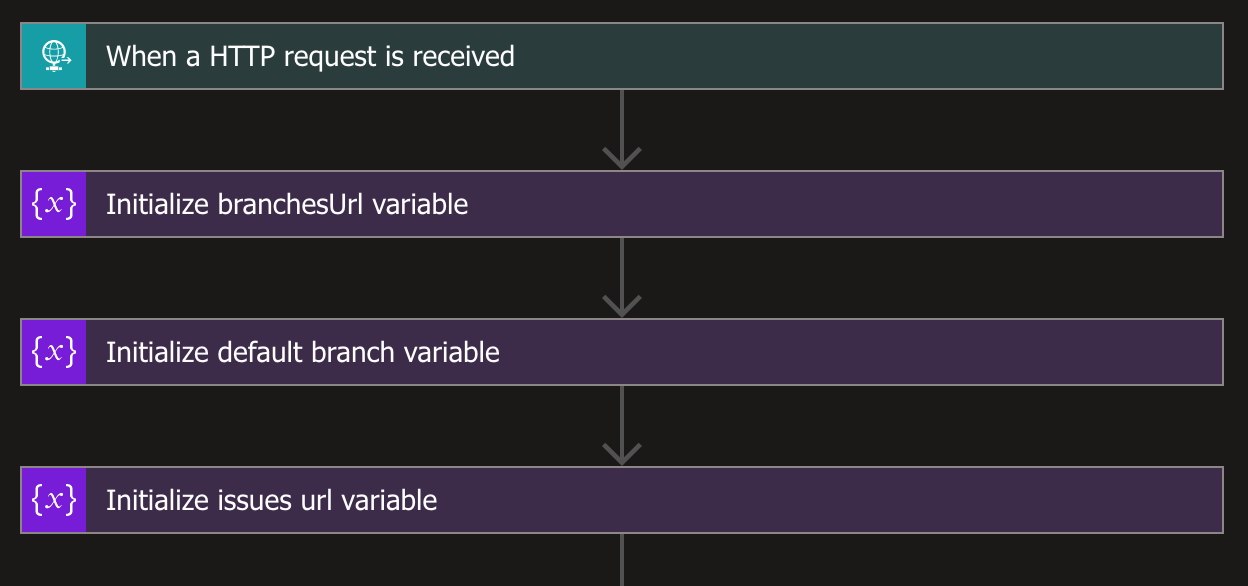 When a HTTP request is received
{x} Initialize branchesUrl variable
{x} Initialize default branch variable
{x} Initialize issues url variable